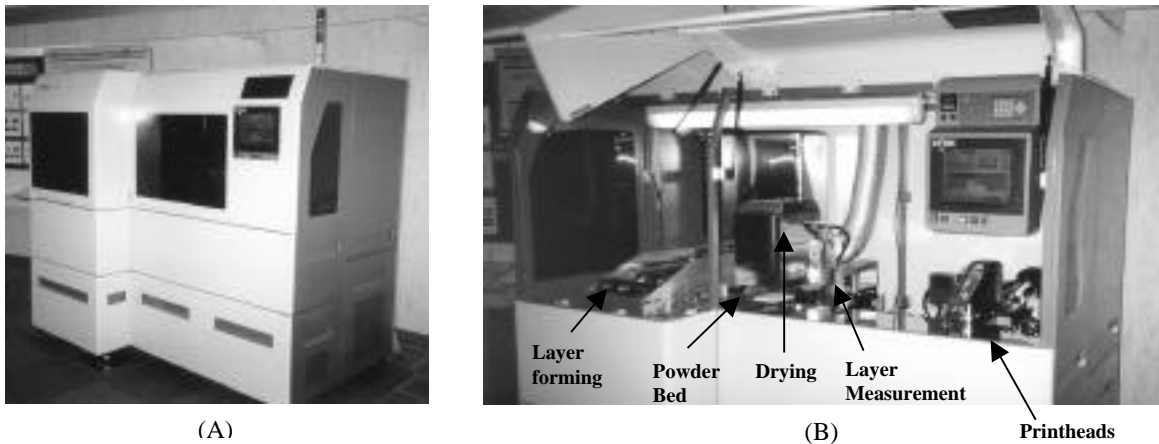 Layer
forming
Powder
Bed
Drying
Layer
Measurement
Printheads
(A)
(B)